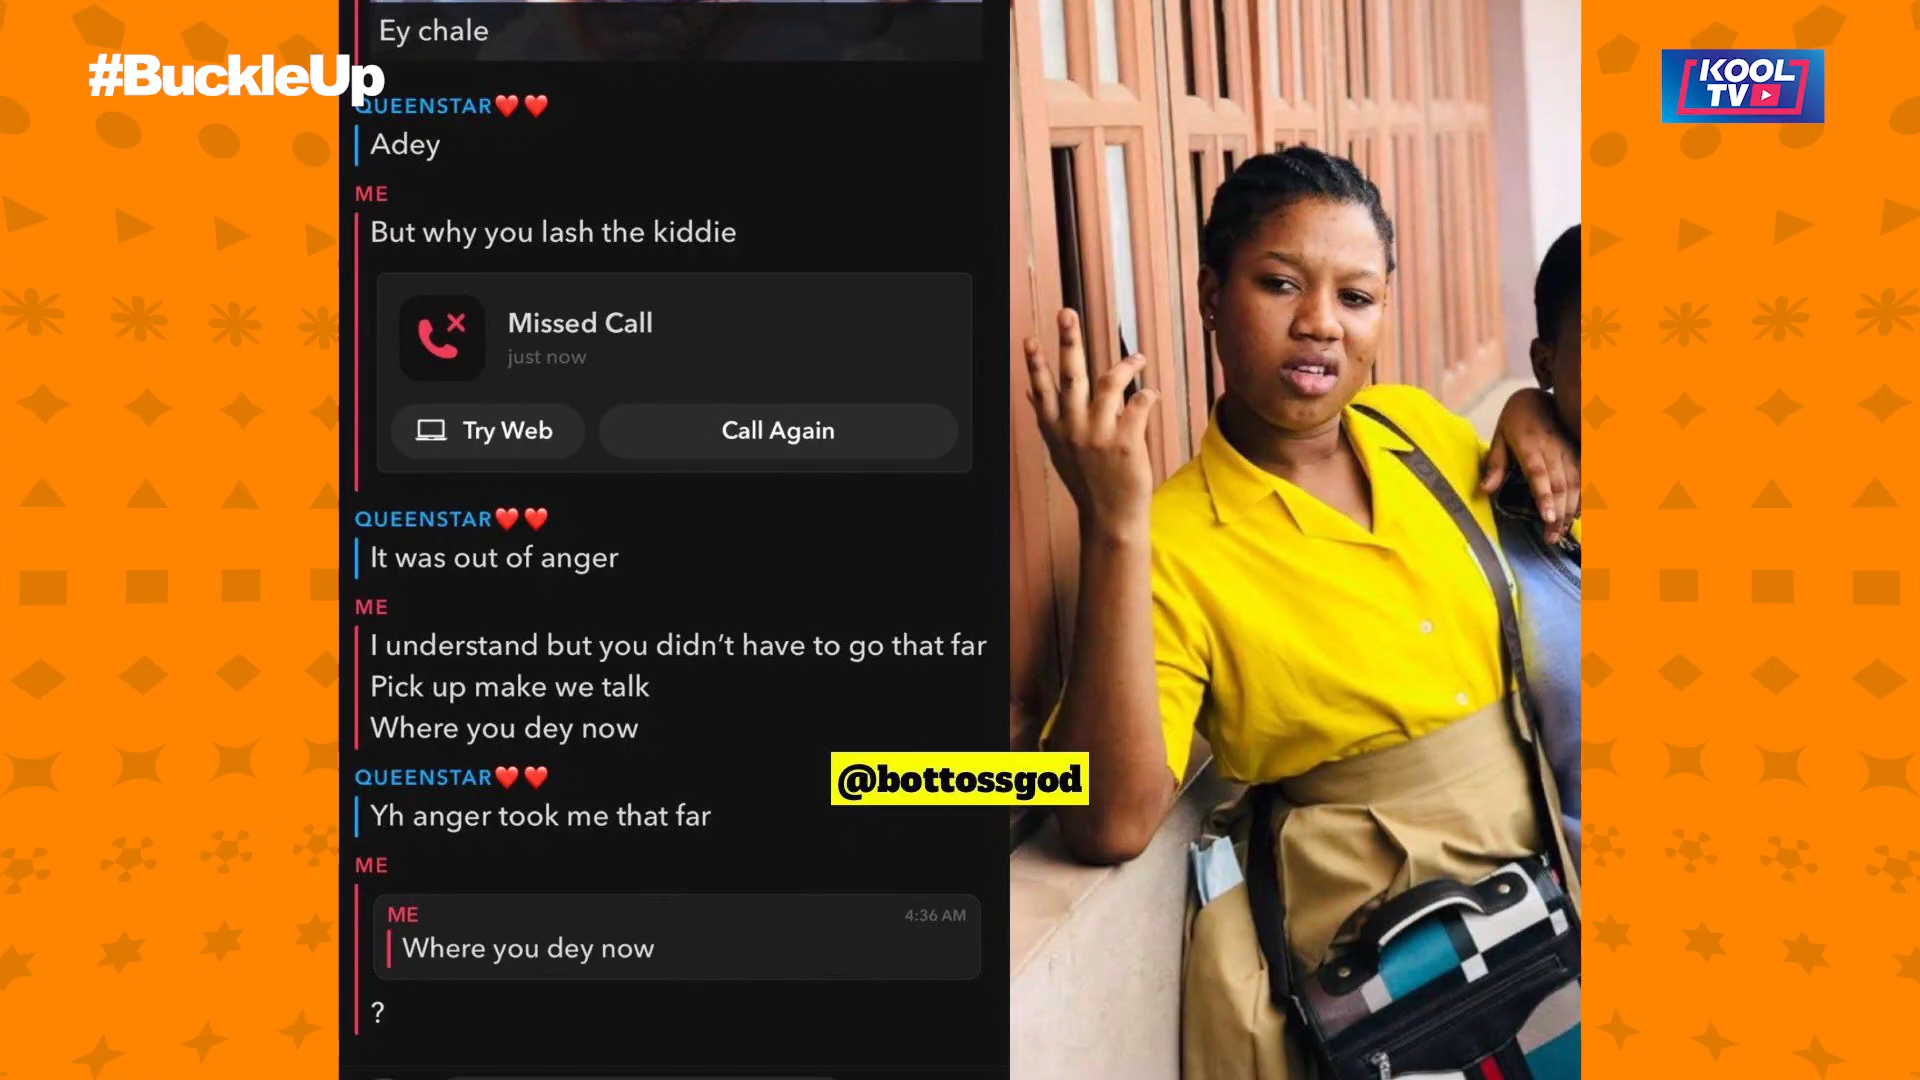 Ey chale
#BuckleUp
KOOL
TV
QUEENSTAR❤️❤️
Adey
ME
But why you lash the kiddie
Missed Call
just now
Try Web
Call Again
QUEENSTAR❤️❤️
It was out of anger
ME
I understand but you didn't have to go that far
Pick up make we talk
Where you dey now
QUEENSTAR❤️❤️
Yh anger took me that far
@bottossgod
ME
ME
4:36 AM
Where you dey now
?